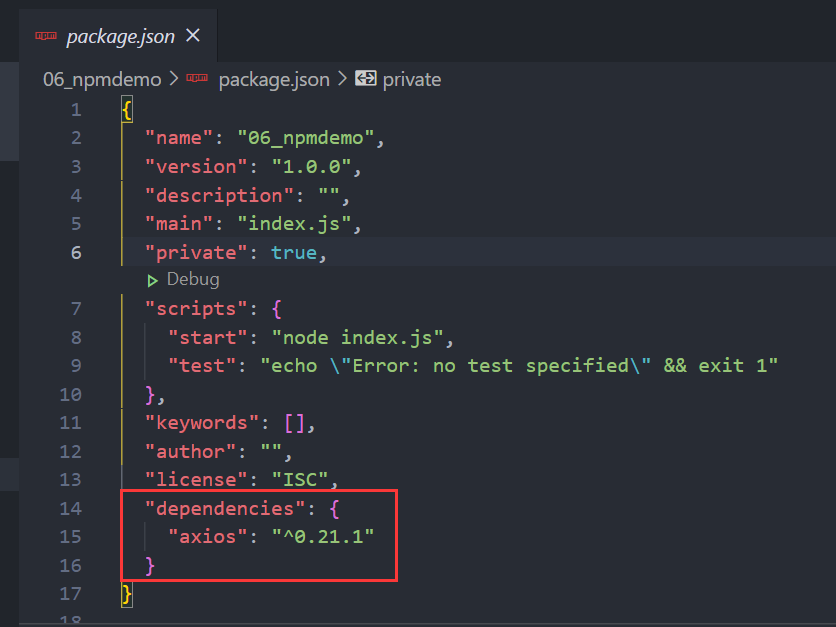 npm package.json ×
06_npmdemo > npm package.json > private
1 {
2 "name": "06_npmdemo",
3 "version": "1.0.0",
4 "description": "",
5 "main": "index.js",
6 "private": true,
Debug
7 "scripts": {
8 "start": "node index.js",
9 "test": "echo \"Error: no test specified\" && exit 1"
10 },
11 "keywords": [],
12 "author": "",
13 "license": "ISC",
14 "dependencies": {
15 "axios": "^0.21.1"
16 }
17 }
18